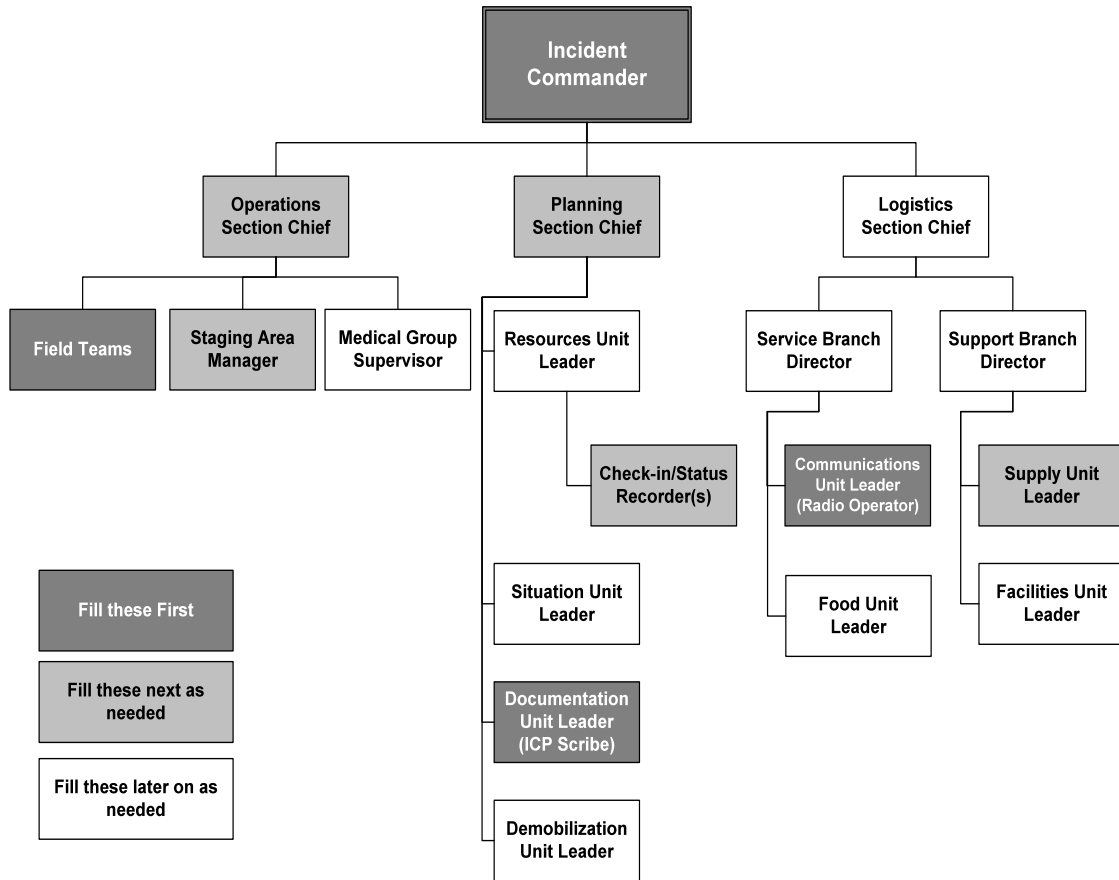 Incident
Commander
Operations
Section Chief
Planning
Section Chief
Logistics
Section Chief
Field Teams
Staging Area
Manager
Medical Group
Supervisor
Resources Unit
Leader
Service Branch
Director
Support Branch
Director
Check-in/Status
Recorder(s)
Communications
Unit Leader
(Radio Operator)
Supply Unit
Leader
Situation Unit
Leader
Food Unit
Leader
Facilities Unit
Leader
Documentation
Unit Leader
(ICP Scribe)
Demobilization
Unit Leader
Fill these First
Fill these next as
needed
Fill these later on as
needed